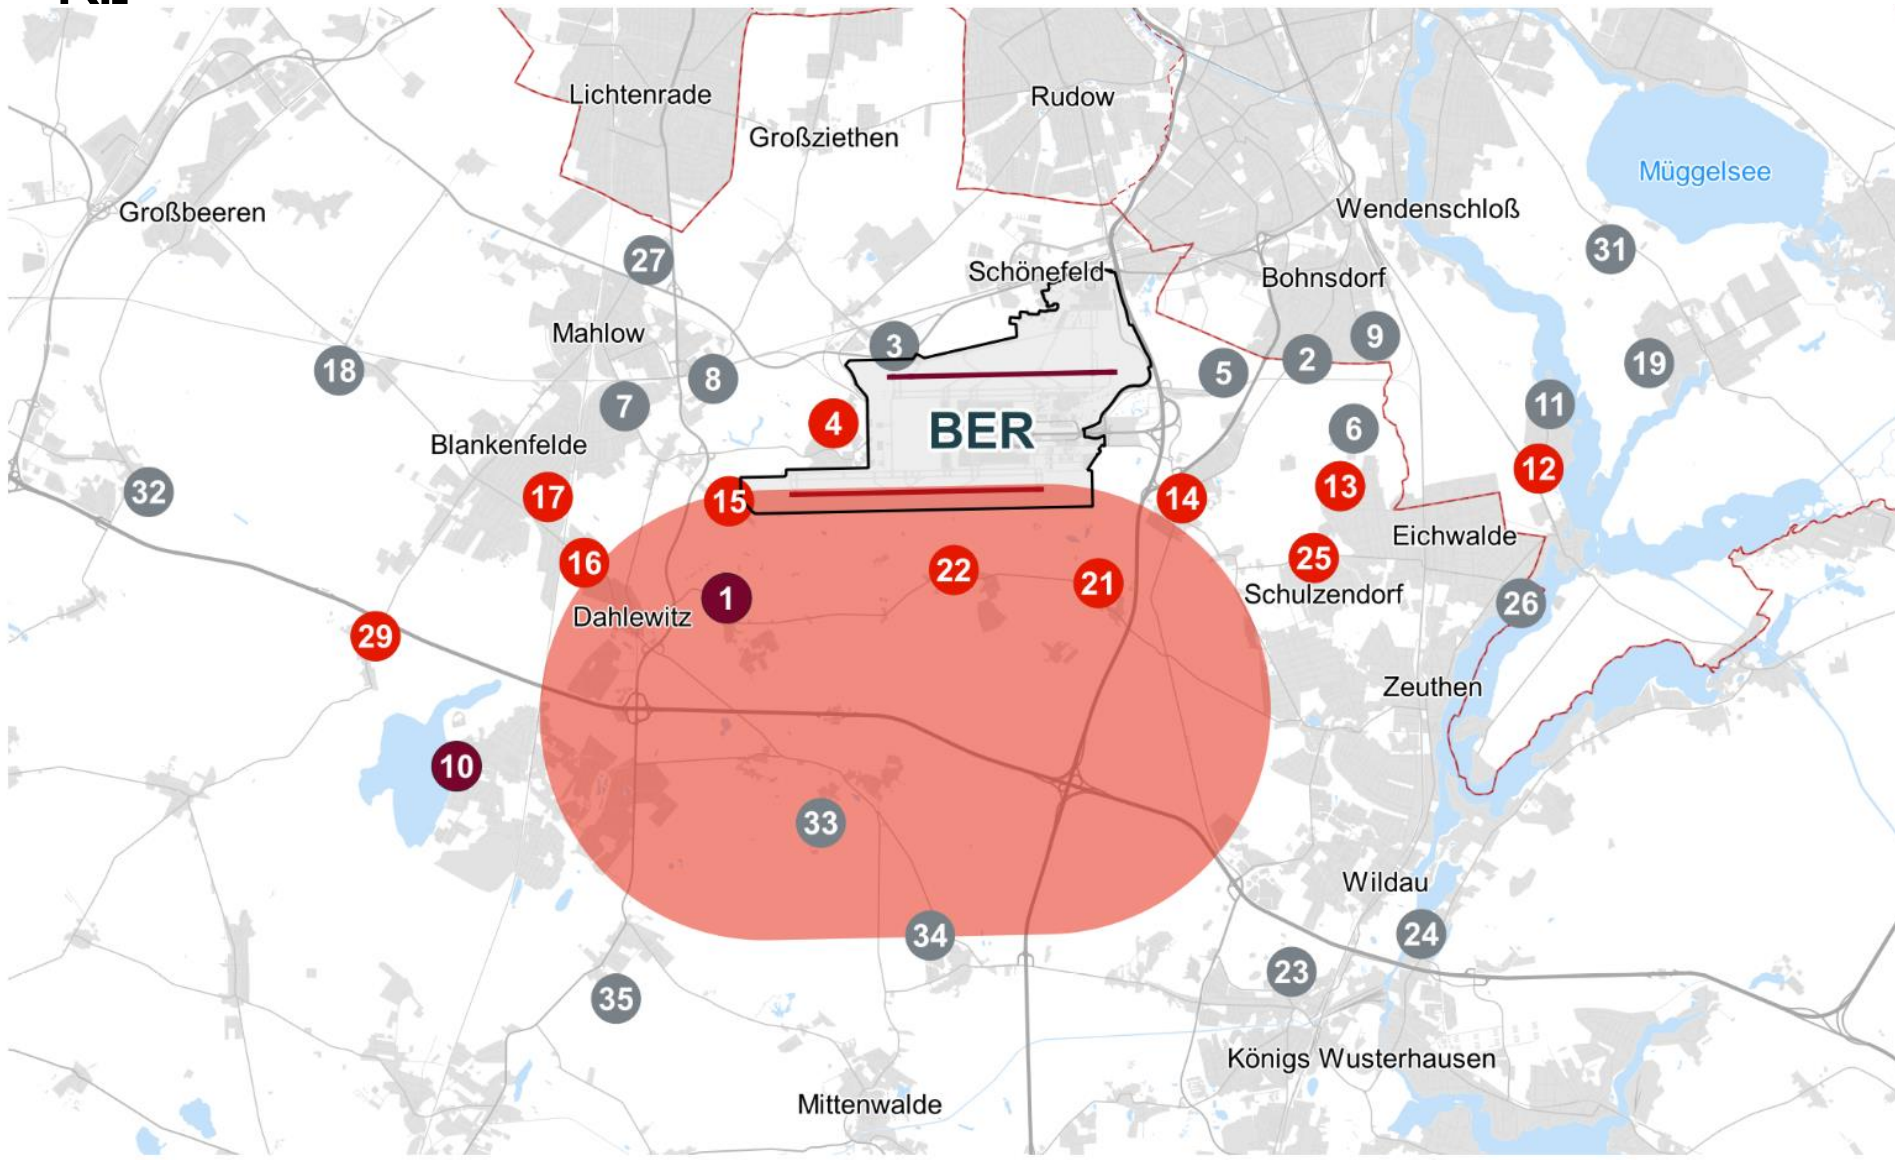 Lichtenrade
Rudow
Großziethen
Müggelsee
Großbeeren
Wendenschloß
31
27
Schönefeld
Bohnsdorf
Mahlow
9
3
2
19
18
8
5
7
11
4
BER
6
Blankenfelde
12
32
17
15
14
13
Eichwalde
16
22
21
25
1
Schulzendorf
26
Dahlewitz
29
Zeuthen
10
33
Wildau
34
24
23
35
Königs Wusterhausen
Mittenwalde